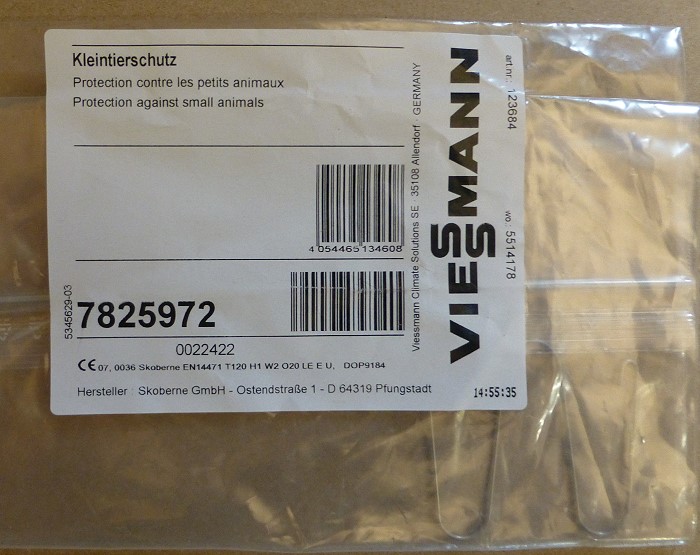 Kleintierschutz
Protection contre les petits animaux
Protection against small animals
4 054465 134608
5345629-03
7825972
0022422
CE 07, 0036 Skoberne EN14471 T120 H1 W2 O20 LE E U, DOP9184
Hersteller : Skoberne GmbH - Ostendstraße 1 - D 64319 Pfungstadt
Viessmann Climate Solutions SE · 35108 Allendorf · GERMANY
VIESSMANN
art.nr.: 123684
wo: 5514178
14:55:35